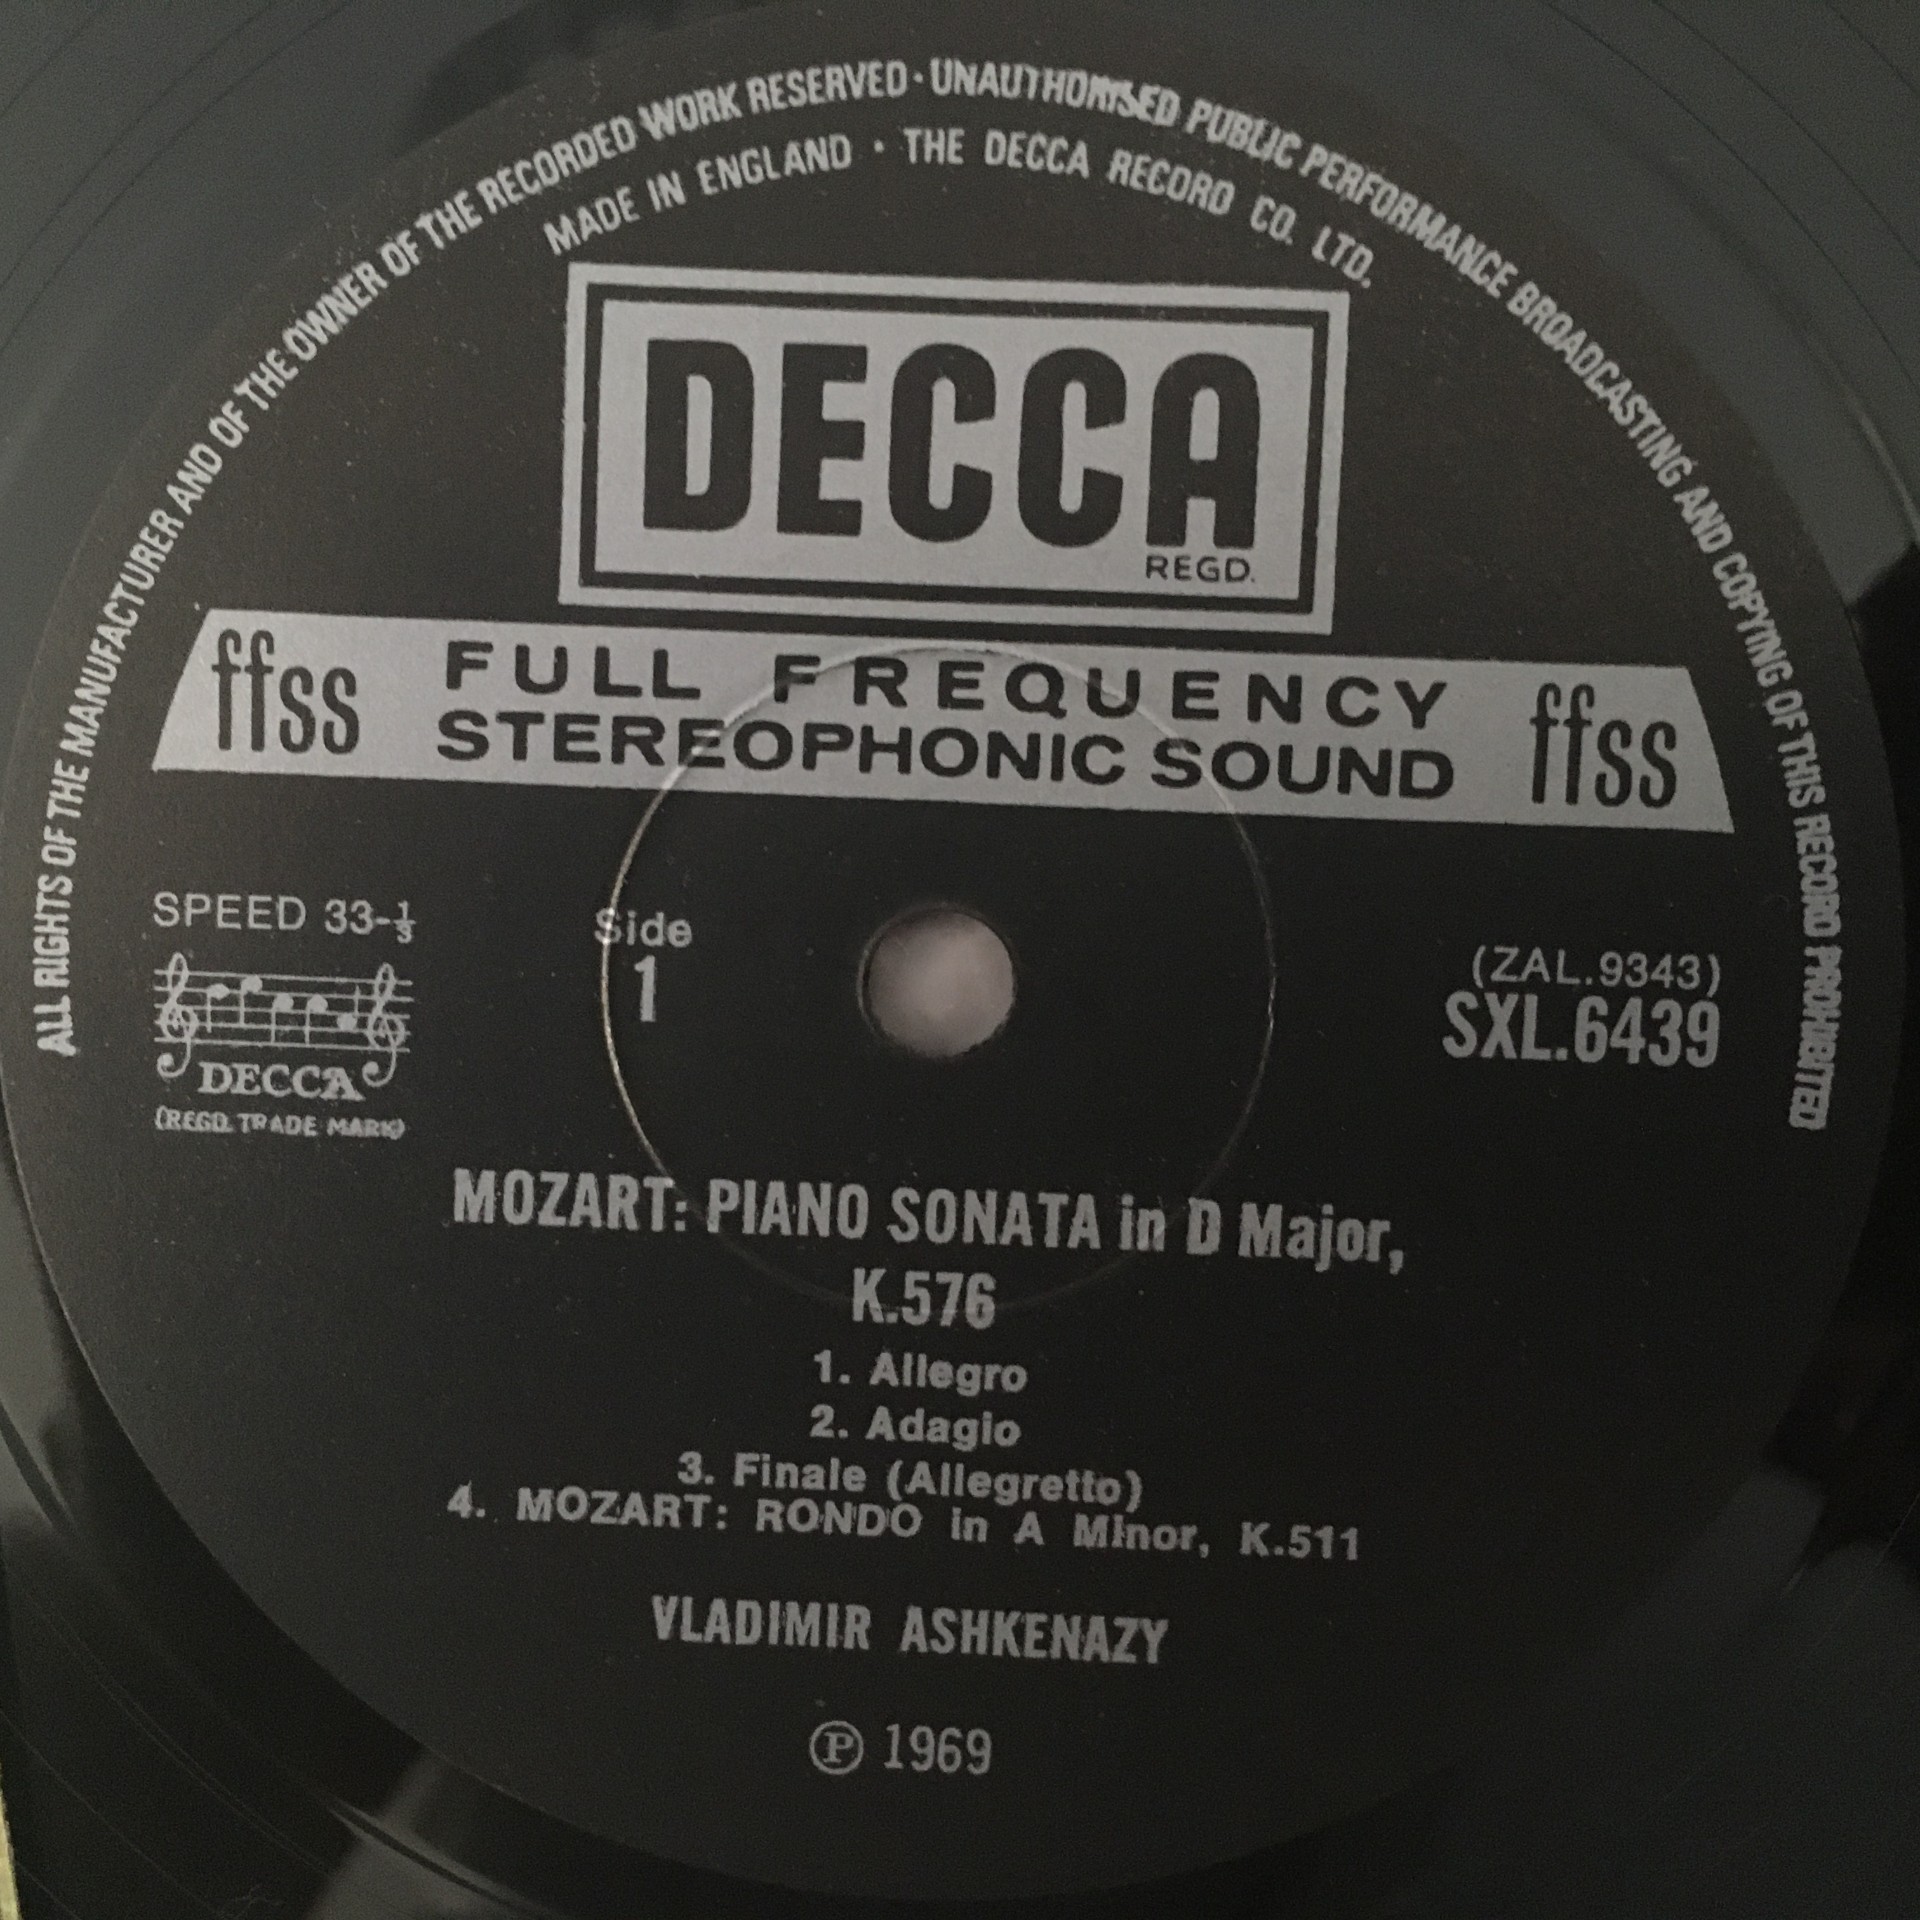 ALL RIGHTS OF THE MANUFACTURER AND OF THE OWNER OF THE RECORDED WORK RESERVED · UNAUTHORISED PUBLIC PERFORMANCE BROADCASTING AND COPYING OF THIS RECORD PROHIBITED
MADE IN ENGLAND · THE DECCA RECORD CO. LTD.
DECCA
REGD.
ffss FULL FREQUENCY ffss
STEREOPHONIC SOUND
SPEED 33-⅓
DECCA
(REGD. TRADE MARK)
Side
1
(ZAL.9343)
SXL.6439
MOZART: PIANO SONATA in D Major,
K.576
1. Allegro
2. Adagio
3. Finale (Allegretto)
4. MOZART: RONDO in A Minor, K.511
VLADIMIR ASHKENAZY
℗ 1969